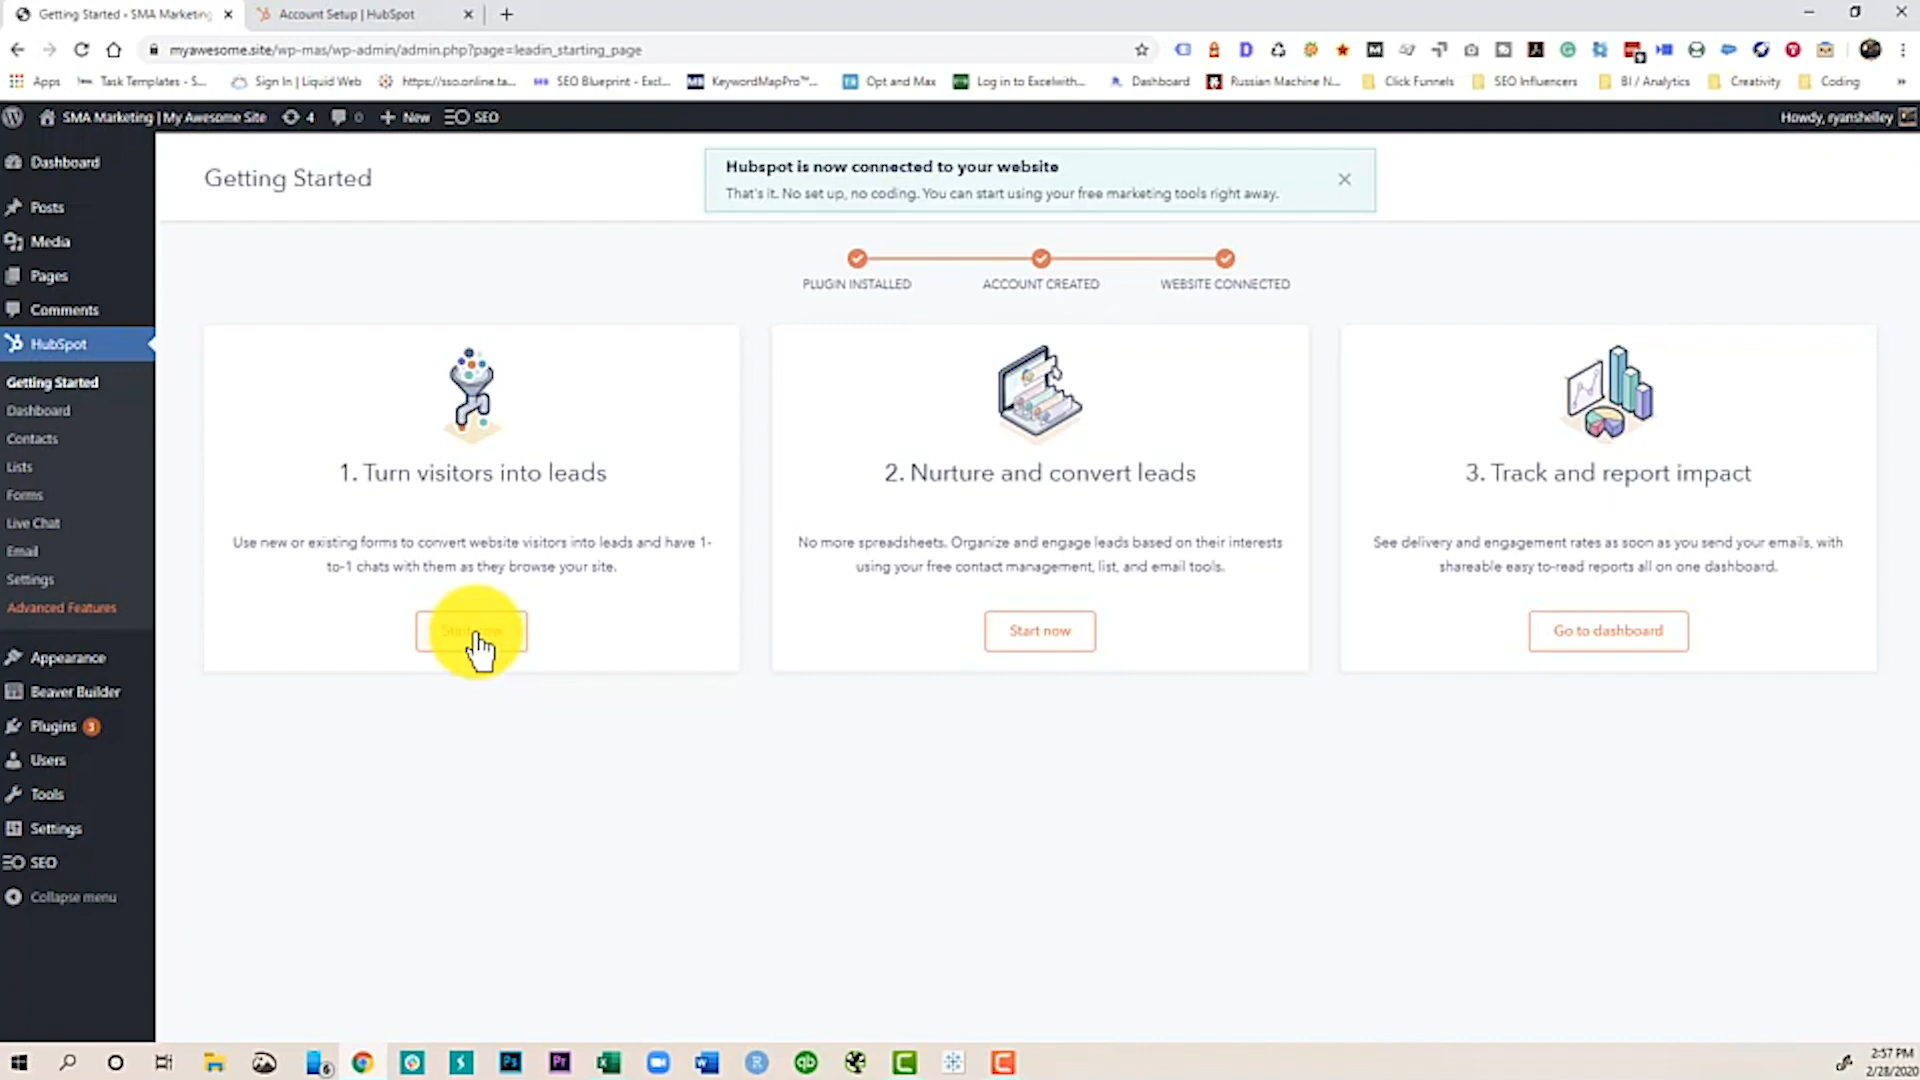 Getting Started ‹ SMA Marketing
Account Setup | HubSpot
myawesome.site/wp-mas/wp-admin/admin.php?page=leadin_starting_page
Apps
Task Templates - S...
Sign In | Liquid Web
https://sso.online.ta...
SEO Blueprint - Excl...
KeywordMapPro™...
Opt and Max
Log in to Excelwith...
Dashboard
Russian Machine N...
Click Funnels
SEO Influencers
BI / Analytics
Creativity
Coding
»
SMA Marketing | My Awesome Site
4
0
New
SEO
Howdy, ryanshelley
Dashboard
Posts
Media
Pages
Comments
HubSpot
Getting Started
Dashboard
Contacts
Lists
Forms
Live Chat
Email
Settings
Advanced Features
Appearance
Beaver Builder
Plugins 3
Users
Tools
Settings
SEO
Collapse menu
Getting Started
Hubspot is now connected to your website
That's it. No set up, no coding. You can start using your free marketing tools right away.
PLUGIN INSTALLED
ACCOUNT CREATED
WEBSITE CONNECTED
1. Turn visitors into leads
Use new or existing forms to convert website visitors into leads and have 1-
to-1 chats with them as they browse your site.
2. Nurture and convert leads
No more spreadsheets. Organize and engage leads based on their interests
using your free contact management, list, and email tools.
Start now
3. Track and report impact
See delivery and engagement rates as soon as you send your emails, with
shareable easy-to-read reports all on one dashboard.
Go to dashboard
2:57 PM
2/28/2020